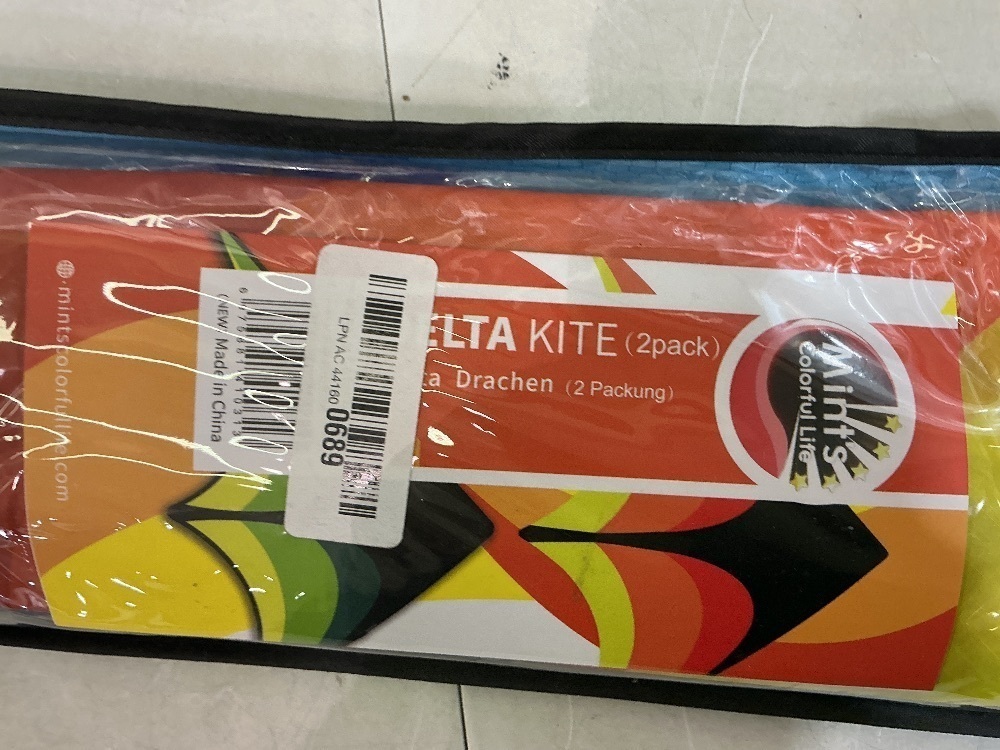 ELTA KITE (2pack)
ta Drachen (2 Packung)
Mints
Colorful Life
LPN AC 44160 0689
(NEW) Made in China
mintscolorfullife.com